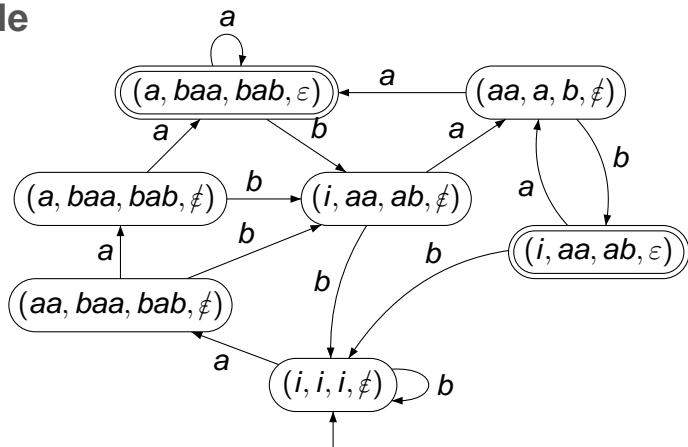 le
a
(a, baa, bab, ε)
a
(aa, a, b, ɇ)
a
b
a
b
(a, baa, bab, ɇ)
b
(i, aa, ab, ɇ)
a
a
b
b
(i, aa, ab, ε)
(aa, baa, bab, ɇ)
b
a
(i, i, i, ɇ)
b